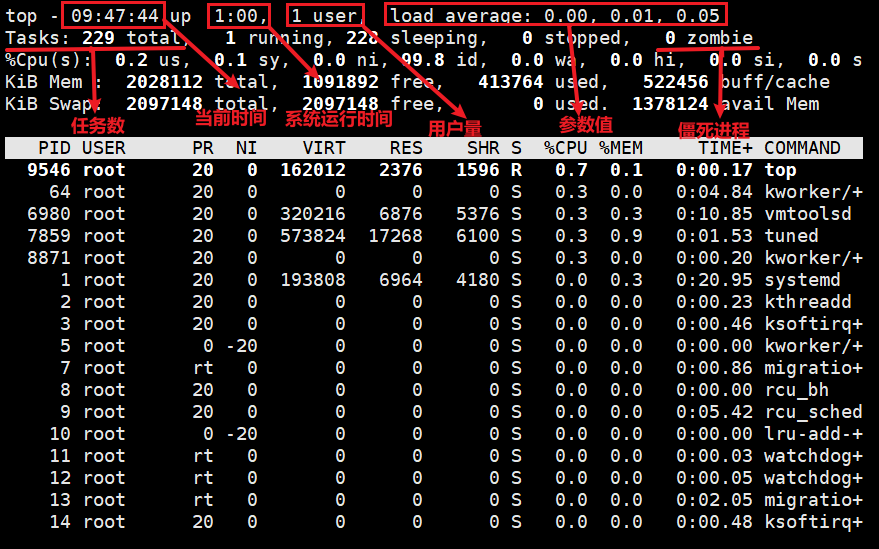 top - 09:47:44 up  1:00,  1 user,  load average: 0.00, 0.01, 0.05
Tasks: 229 total,   1 running, 228 sleeping,   0 stopped,   0 zombie
%Cpu(s):  0.2 us,  0.1 sy,  0.0 ni, 99.8 id,  0.0 wa,  0.0 hi,  0.0 si,  0.0 s
KiB Mem :  2028112 total,  1091892 free,   413764 used,   522456 buff/cache
KiB Swap:  2097148 total,  2097148 free,        0 used.  1378124 avail Mem
任务数 当前时间 系统运行时间 用户量 参数值 僵死进程
PID USER      PR  NI    VIRT    RES    SHR S  %CPU %MEM     TIME+ COMMAND
9546 root      20   0  162012   2376   1596 R   0.7  0.1   0:00.17 top
64 root      20   0       0      0      0 S   0.3  0.0   0:04.84 kworker/+
6980 root      20   0  320216   6876   5376 S   0.3  0.3   0:10.85 vmtoolsd
7859 root      20   0  573824  17268   6100 S   0.3  0.9   0:01.53 tuned
8871 root      20   0       0      0      0 S   0.3  0.0   0:00.20 kworker/+
1 root      20   0  193808   6964   4180 S   0.0  0.3   0:20.95 systemd
2 root      20   0       0      0      0 S   0.0  0.0   0:00.23 kthreadd
3 root      20   0       0      0      0 S   0.0  0.0   0:00.46 ksoftirq+
5 root       0 -20       0      0      0 S   0.0  0.0   0:00.00 kworker/+
7 root      rt   0       0      0      0 S   0.0  0.0   0:00.86 migratio+
8 root      20   0       0      0      0 S   0.0  0.0   0:00.00 rcu_bh
9 root      20   0       0      0      0 S   0.0  0.0   0:05.42 rcu_sched
10 root       0 -20       0      0      0 S   0.0  0.0   0:00.00 lru-add-+
11 root      rt   0       0      0      0 S   0.0  0.0   0:00.03 watchdog+
12 root      rt   0       0      0      0 S   0.0  0.0   0:00.05 watchdog+
13 root      rt   0       0      0      0 S   0.0  0.0   0:02.05 migratio+
14 root      20   0       0      0      0 S   0.0  0.0   0:00.48 ksoftirq+